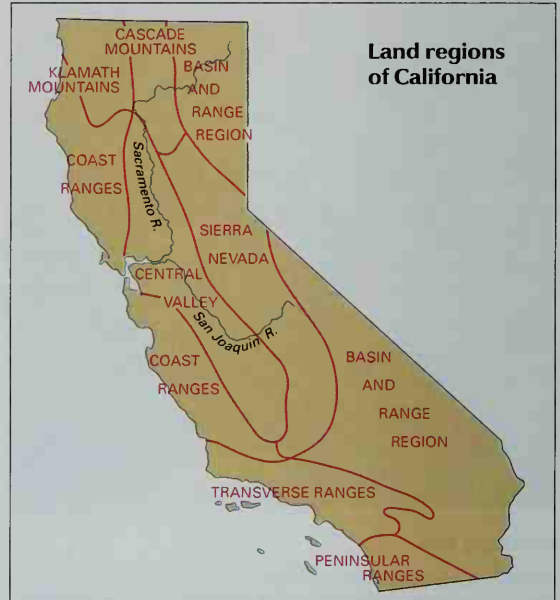 Land regions
of California
CASCADE
MOUNTAINS
KLAMATH
MOUNTAINS
BASIN
AND
RANGE
REGION
COAST
RANGES
Sacramento R.
SIERRA
NEVADA
CENTRAL
VALLEY
San Joaquin R.
COAST
RANGES
BASIN
AND
RANGE
REGION
TRANSVERSE RANGES
PENINSULAR
RANGES